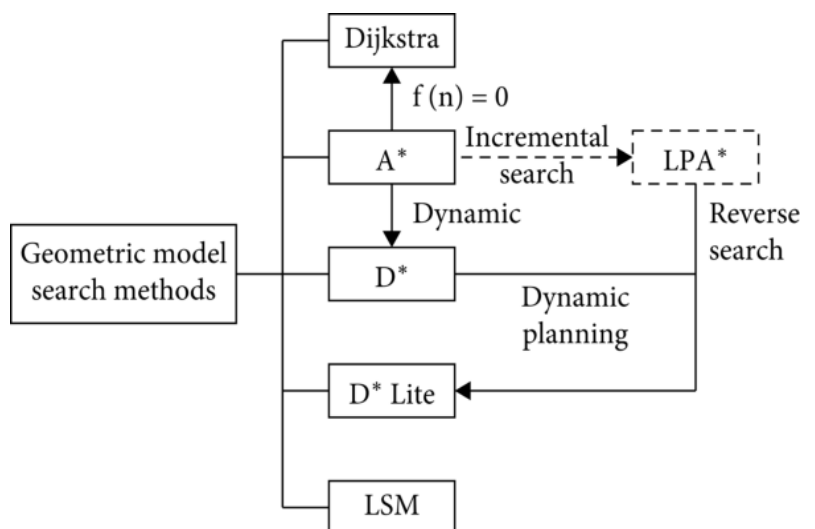 Dijkstra
f (n) = 0
A*
Incremental
search
LPA*
Dynamic
Reverse
search
Geometric model
search methods
D*
Dynamic
planning
D* Lite
LSM